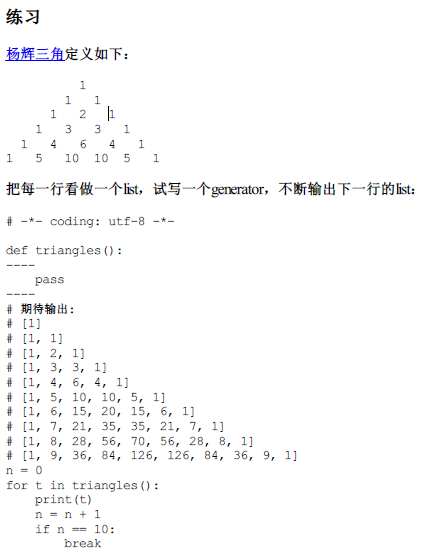 练习
杨辉三角定义如下：
1
1 1
1 2 1
1 3 3 1
1 4 6 4 1
1 5 10 10 5 1
把每一行看做一个list，试写一个generator，不断输出下一行的list：
# -*- coding: utf-8 -*-
def triangles():
----
    pass
----
# 期待输出:
# [1]
# [1, 1]
# [1, 2, 1]
# [1, 3, 3, 1]
# [1, 4, 6, 4, 1]
# [1, 5, 10, 10, 5, 1]
# [1, 6, 15, 20, 15, 6, 1]
# [1, 7, 21, 35, 35, 21, 7, 1]
# [1, 8, 28, 56, 70, 56, 28, 8, 1]
# [1, 9, 36, 84, 126, 126, 84, 36, 9, 1]
n = 0
for t in triangles():
    print(t)
    n = n + 1
    if n == 10:
        break